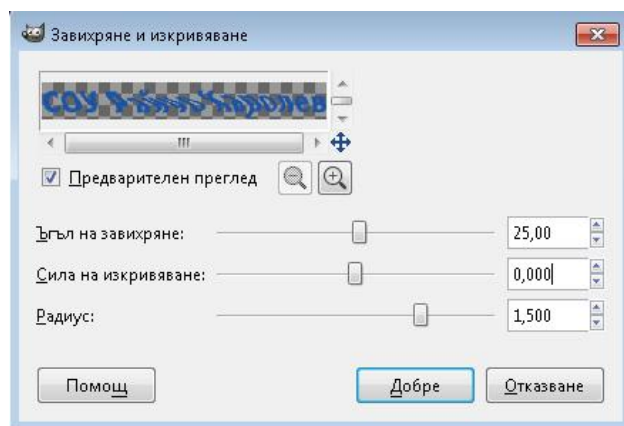 Завихряне и изкривяване
СОУ
Предварителен преглед
Ъгъл на завихряне: 25,00
Сила на изкривяване: 0,000
Радиус: 1,500
Помощ Добре Отказване